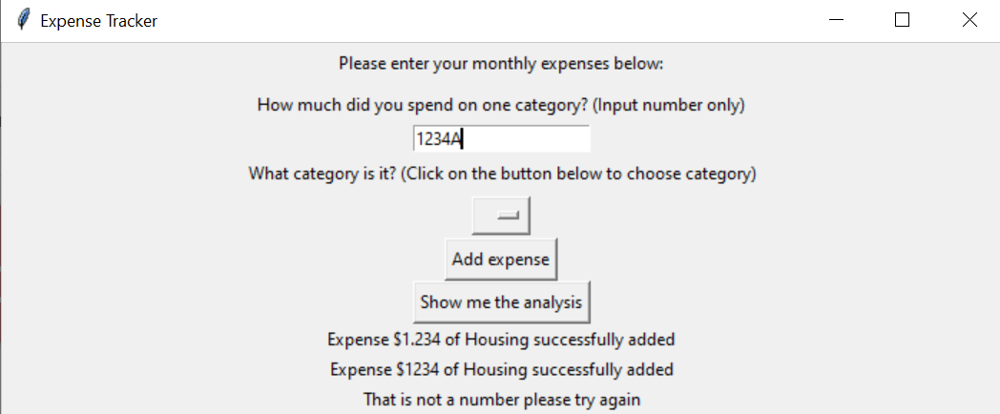 Expense Tracker
Please enter your monthly expenses below:
How much did you spend on one category? (Input number only)
1234A
What category is it? (Click on the button below to choose category)
Add expense
Show me the analysis
Expense $1.234 of Housing successfully added
Expense $1234 of Housing successfully added
That is not a number please try again